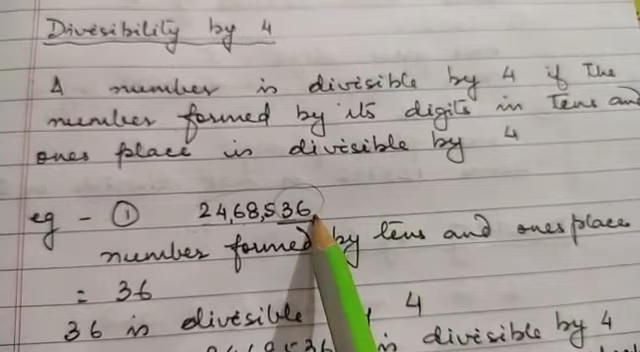 Divisibility by 4
A number is divisible by 4 if the
number formed by its digits in Tens and
ones place is divisible by 4
eg - ① 24,68,536
number formed by tens and ones place
= 36
36 is divisible 4
is divisible by 4